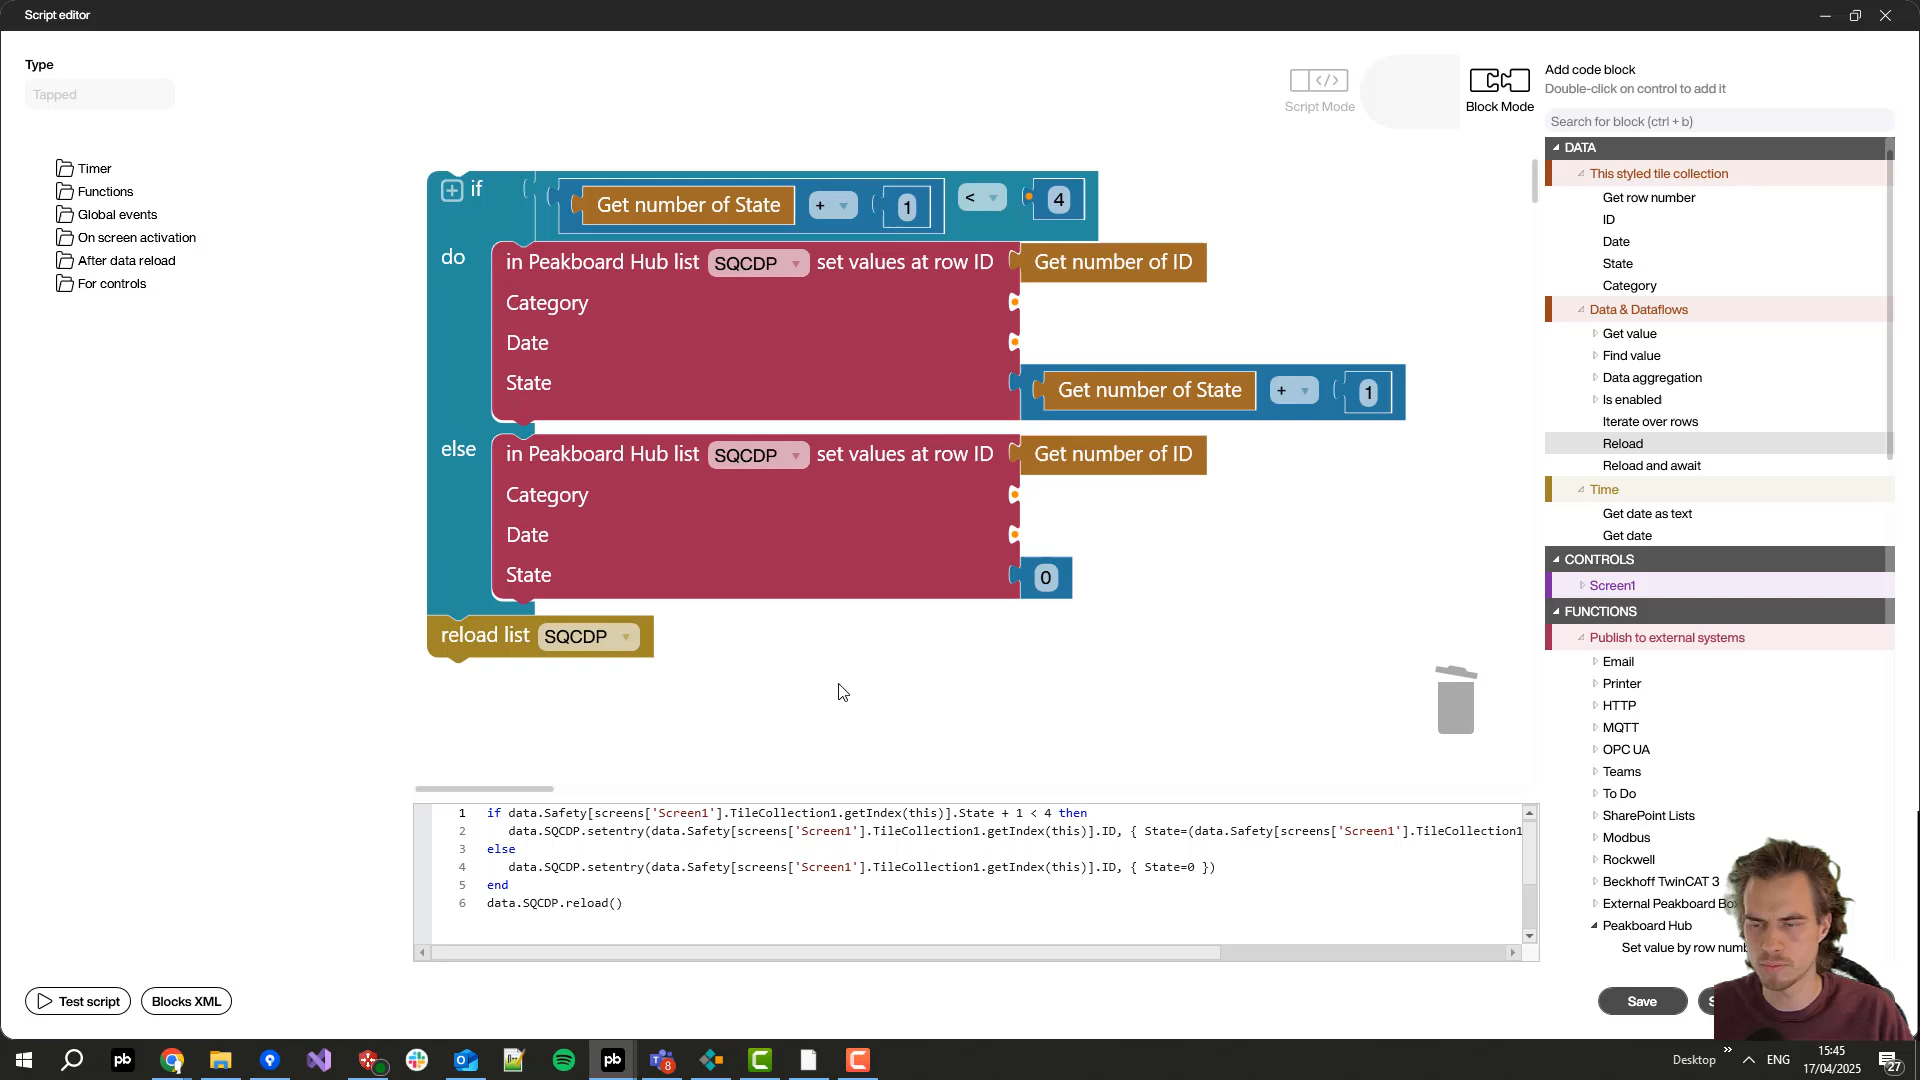 Script editor
Type
Tapped
Script Mode
Block Mode
Add code block
Double-click on control to add it
Search for block (ctrl + b)
Timer
Functions
Global events
On screen activation
After data reload
For controls
if Get number of State + 1 < 4
do in Peakboard Hub list SQCDP set values at row ID Get number of ID
Category
Date
State Get number of State + 1
else in Peakboard Hub list SQCDP set values at row ID Get number of ID
Category
Date
State 0
reload list SQCDP
DATA
This styled tile collection
Get row number
ID
Date
State
Category
Data & Dataflows
Get value
Find value
Data aggregation
Is enabled
Iterate over rows
Reload
Reload and await
Time
Get date as text
Get date
CONTROLS
Screen1
FUNCTIONS
Publish to external systems
Email
Printer
HTTP
MQTT
OPC UA
Teams
To Do
SharePoint Lists
Modbus
Rockwell
Beckhoff TwinCAT 3
External Peakboard
Peakboard Hub
Set value by row
1 if data.Safety[screens['Screen1'].TileCollection1.getIndex(this)].State + 1 < 4 then
2 data.SQCDP.setentry(data.Safety[screens['Screen1'].TileCollection1.getIndex(this)].ID, { State=(data.Safety[screens['Screen1'].TileCollection1
3 else
4 data.SQCDP.setentry(data.Safety[screens['Screen1'].TileCollection1.getIndex(this)].ID, { State=0 })
5 end
6 data.SQCDP.reload()
Test script
Blocks XML
Save
pb
pb
8
Desktop
ENG
15:45
17/04/2025
27